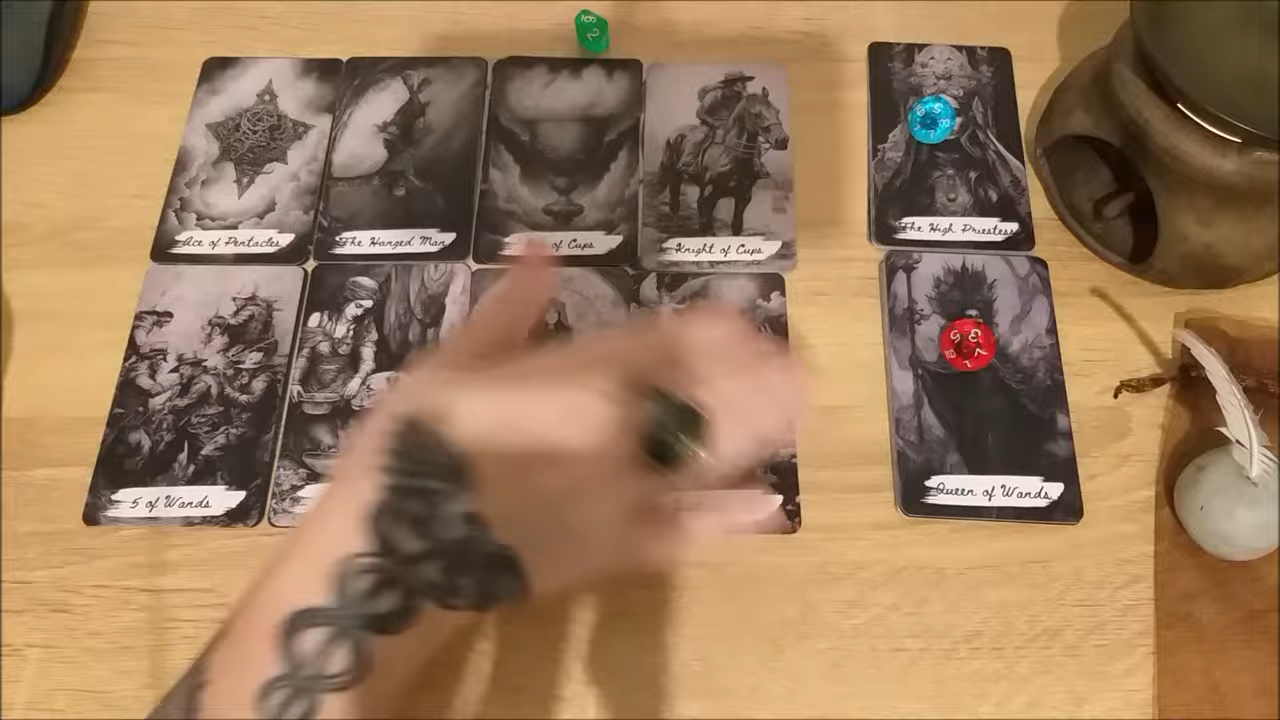 Ace of Pentacles
The Hanged Man
of Cups
Knight of Cups
The High Priestess
5 of Wands
Queen of Wands